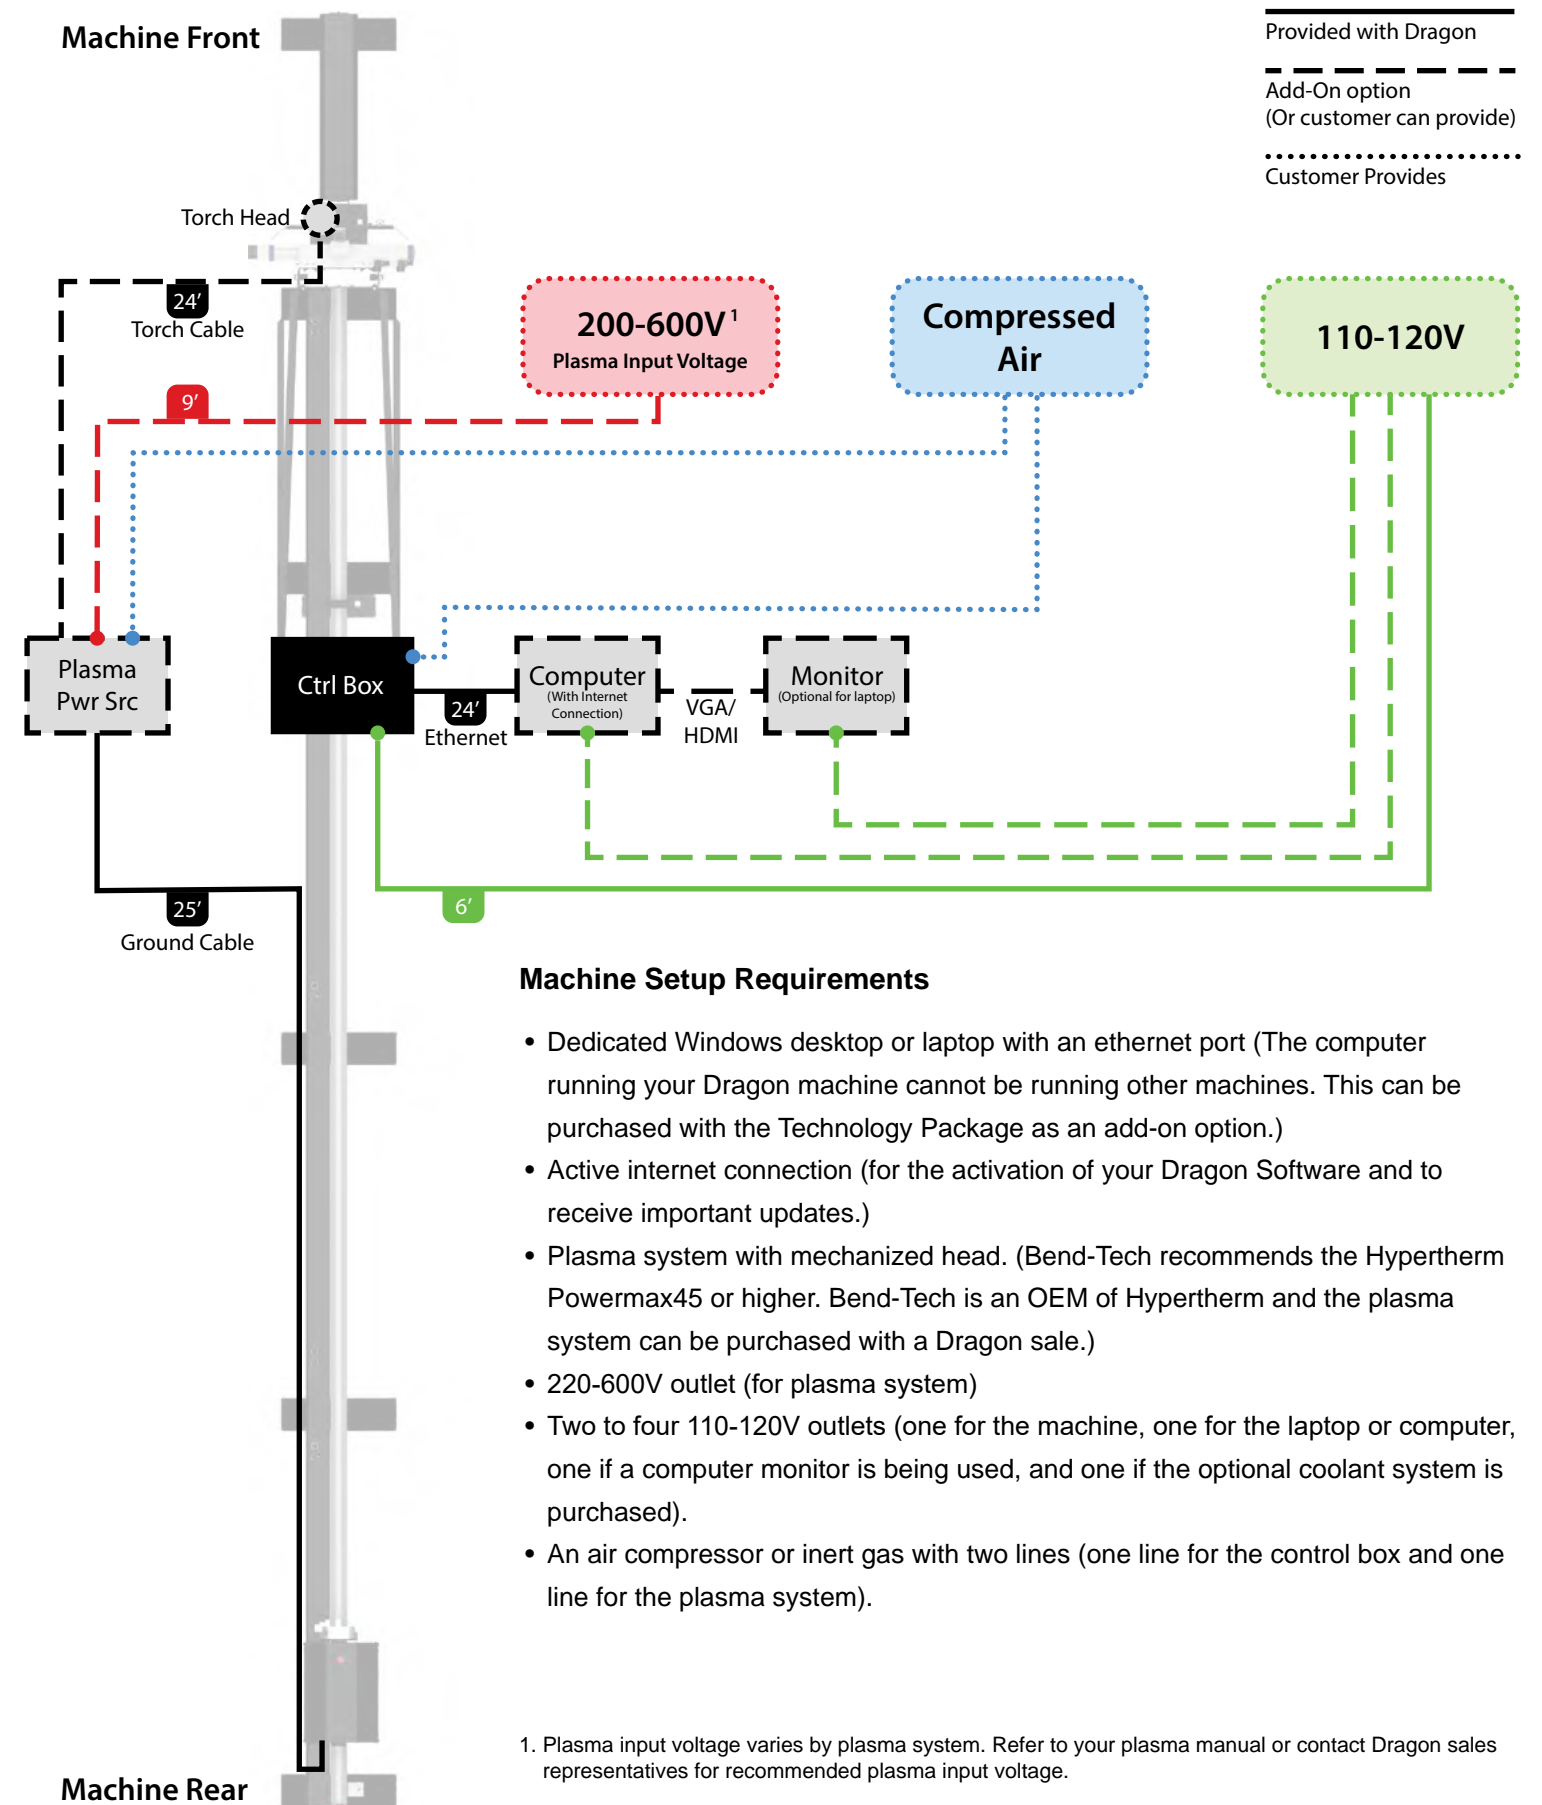 Machine Front
Provided with Dragon
Add-On option
(Or customer can provide)
Customer Provides
Torch Head
24′
Torch Cable
200-600V 1
Plasma Input Voltage
Compressed
Air
110-120V
9′
Plasma
Pwr Src
Ctrl Box
24′
Ethernet
Computer
(With Internet
Connection)
VGA/
HDMI
Monitor
(Optional for laptop)
25′
Ground Cable
6′
Machine Setup Requirements
• Dedicated Windows desktop or laptop with an ethernet port (The computer
running your Dragon machine cannot be running other machines. This can be
purchased with the Technology Package as an add-on option.)
• Active internet connection (for the activation of your Dragon Software and to
receive important updates.)
• Plasma system with mechanized head. (Bend-Tech recommends the Hypertherm
Powermax45 or higher. Bend-Tech is an OEM of Hypertherm and the plasma
system can be purchased with a Dragon sale.)
• 220-600V outlet (for plasma system)
• Two to four 110-120V outlets (one for the machine, one for the laptop or computer,
one if a computer monitor is being used, and one if the optional coolant system is
purchased).
• An air compressor or inert gas with two lines (one line for the control box and one
line for the plasma system).
1. Plasma input voltage varies by plasma system. Refer to your plasma manual or contact Dragon sales
representatives for recommended plasma input voltage.
Machine Rear